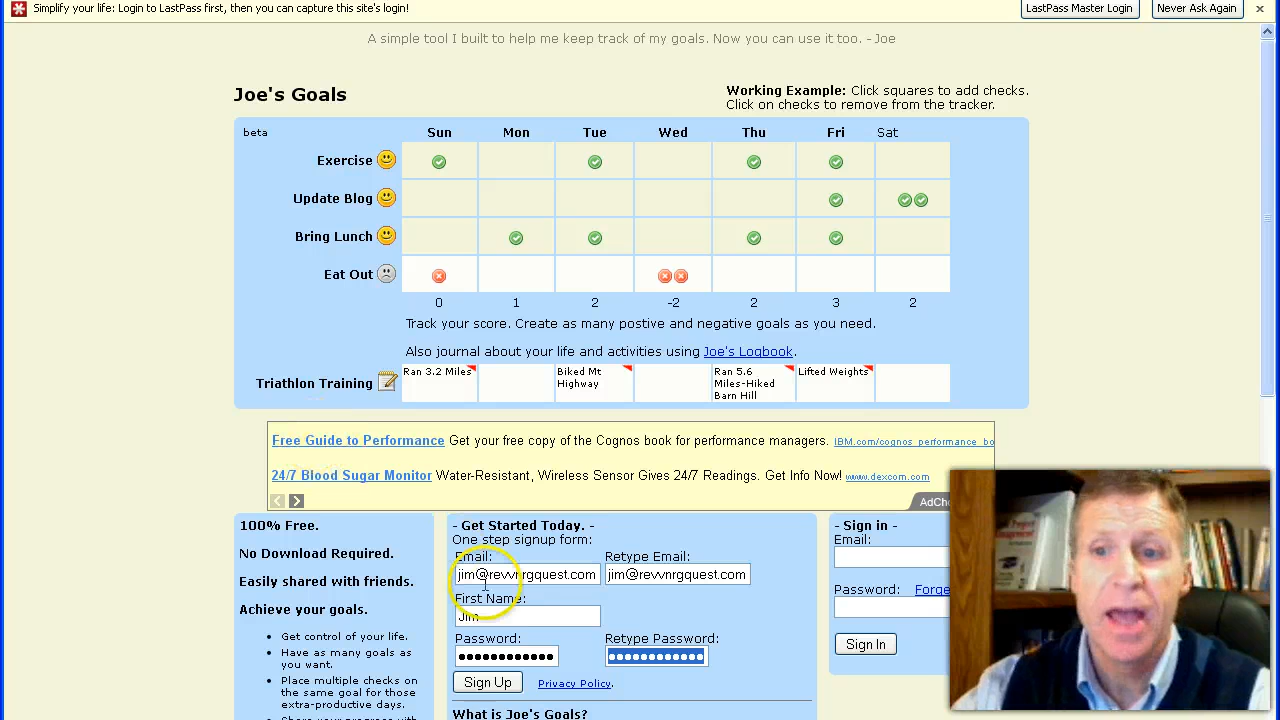 Simplify your life: Login to LastPass first, then you can capture this site's login!
LastPass Master Login
Never Ask Again
A simple tool I built to help me keep track of my goals. Now you can use it too. - Joe
Joe's Goals
Working Example: Click squares to add checks.
Click on checks to remove from the tracker.
beta
Sun Mon Tue Wed Thu Fri Sat
Exercise
Update Blog
Bring Lunch
Eat Out
0 1 2 -2 2 3 2
Track your score. Create as many postive and negative goals as you need.
Also journal about your life and activities using Joe's Logbook.
Triathlon Training
Ran 3.2 Miles
Biked Mt
Highway
Ran 5.6
Miles-Hiked
Barn Hill
Lifted Weights
Free Guide to Performance Get your free copy of the Cognos book for performance managers. IBM.com/cognos_performance_bo
24/7 Blood Sugar Monitor Water-Resistant, Wireless Sensor Gives 24/7 Readings. Get Info Now! www.dexcom.com
AdCho
100% Free.
No Download Required.
Easily shared with friends.
Achieve your goals.
Get control of your life.
Have as many goals as
you want.
Place multiple checks on
the same goal for those
extra-productive days.
Share your progress with
- Get Started Today. -
One step signup form:
Email:
Retype Email:
jim@revvnrgquest.com
jim@revvnrgquest.com
First Name:
Jim
Password:
Retype Password:
Sign Up
Privacy Policy.
What is Joe's Goals?
- Sign in -
Email:
Password:
Forge
Sign In